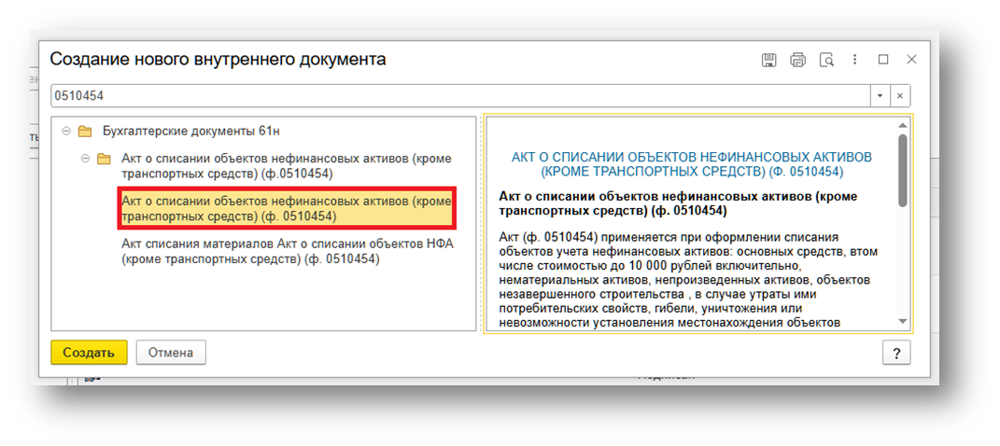 Создание нового внутреннего документа
0510454
Бухгалтерские документы 61н
Акт о списании объектов нефинансовых активов (кроме
транспортных средств) (ф.0510454)
Акт о списании объектов нефинансовых активов (кроме
транспортных средств) (ф. 0510454)
Акт списания материалов Акт о списании объектов НФА
(кроме транспортных средств) (ф. 0510454)
АКТ О СПИСАНИИ ОБЪЕКТОВ НЕФИНАНСОВЫХ АКТИВОВ
(КРОМЕ ТРАНСПОРТНЫХ СРЕДСТВ) (Ф. 0510454)
Акт о списании объектов нефинансовых активов (кроме
транспортных средств) (ф. 0510454)
Акт (ф. 0510454) применяется при оформлении списания
объектов учета нефинансовых активов: основных средств, втом
числе стоимостью до 10 000 рублей включительно,
нематериальных активов, непроизведенных активов, объектов
незавершенного строительства , в случае утраты ими
потребительских свойств, гибели, уничтожения или
невозможности установления местонахождения объектов
Создать
Отмена
?